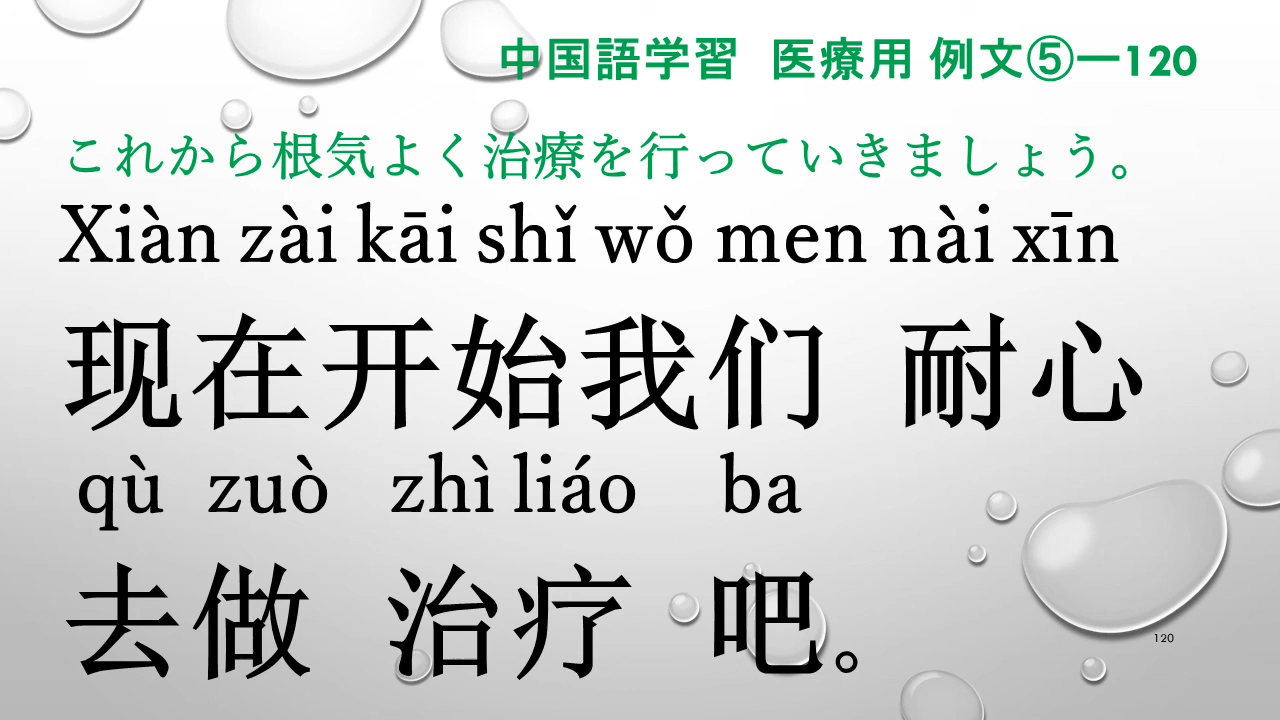 中国語学習 医療用 例文⑤ー120
これから根気よく治療を行っていきましょう。
Xiàn zài kāi shǐ wǒ men nài xīn
现在开始我们 耐心
qù zuò zhì liáo ba
去做 治疗 吧。
120